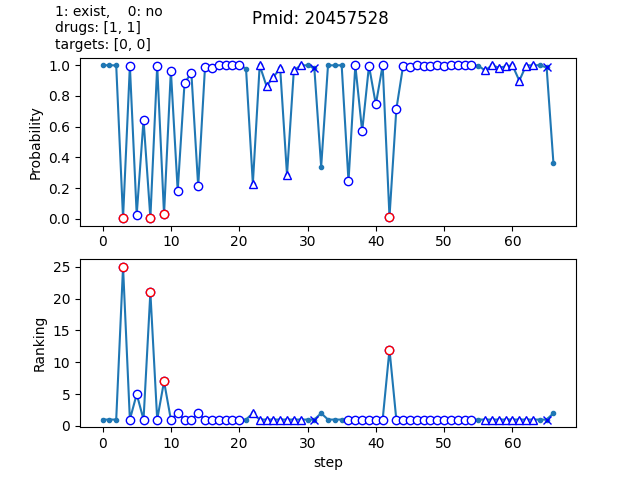 1: exist,    0: no
drugs: [1, 1]
targets: [0, 0]
Pmid: 20457528
Probability
1.0
0.8
0.6
0.4
0.2
0.0
0 10 20 30 40 50 60
Ranking
25
20
15
10
5
0
0 10 20 30 40 50 60
step